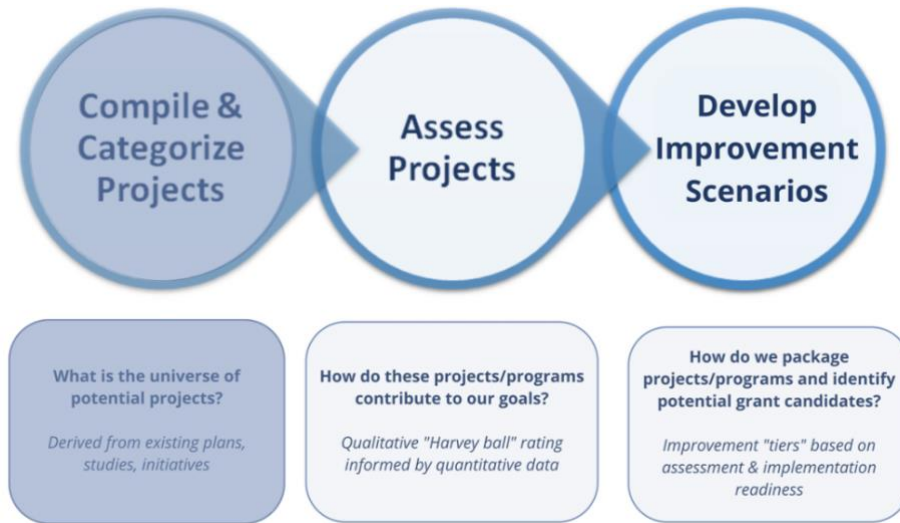 Compile &
Categorize
Projects
Assess
Projects
Develop
Improvement
Scenarios
What is the universe of
potential projects?
Derived from existing plans,
studies, initiatives
How do these projects/programs
contribute to our goals?
Qualitative "Harvey ball" rating
informed by quantitative data
How do we package
projects/programs and identify
potential grant candidates?
Improvement "tiers" based on
assessment & implementation
readiness